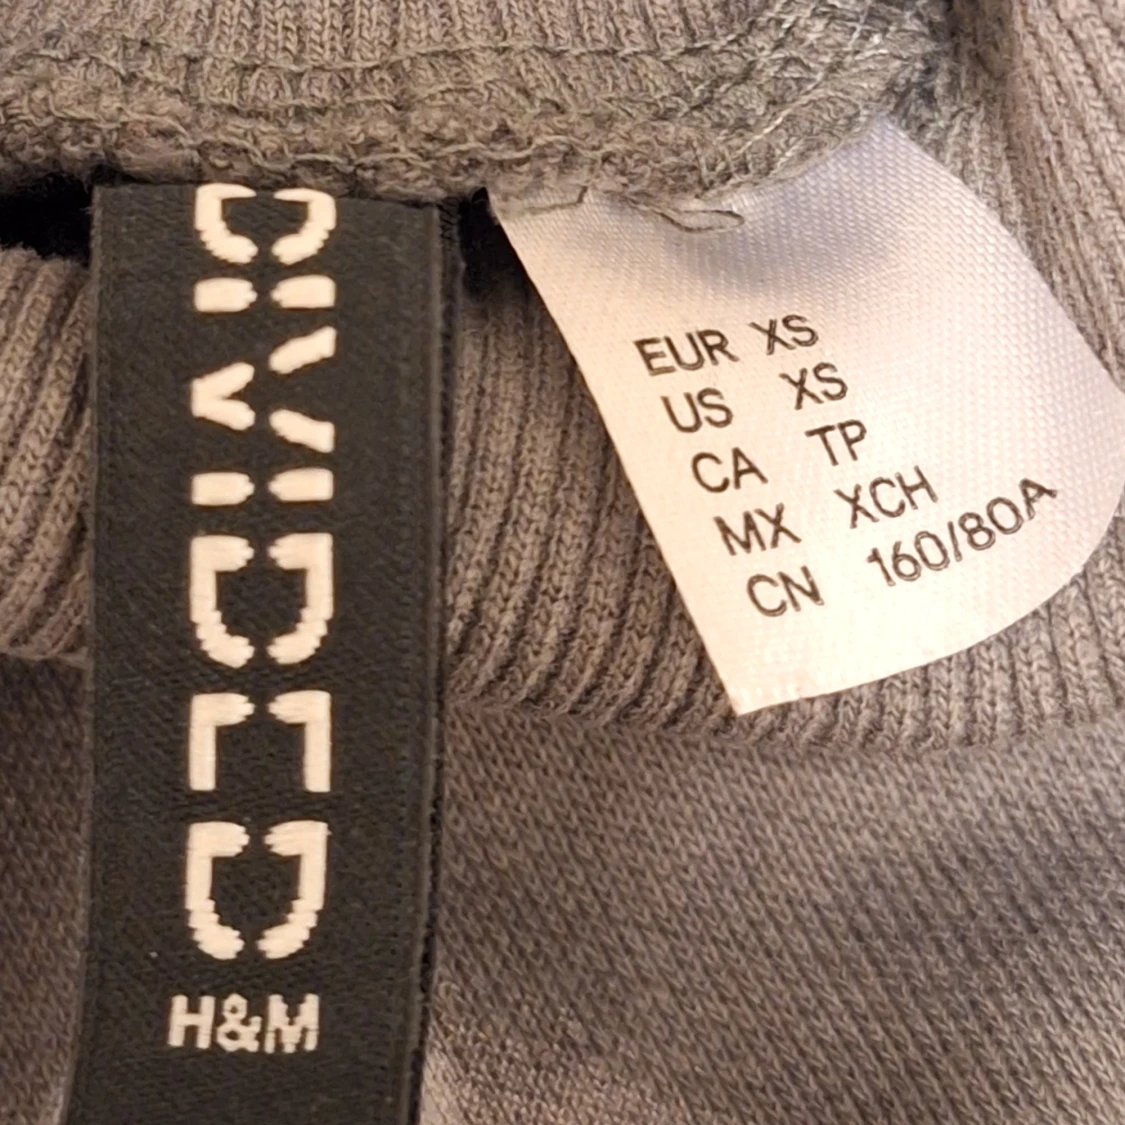 DIVIDED
H&M
EUR XS
US XS
CA TP
MX XCH
CN 160/80A